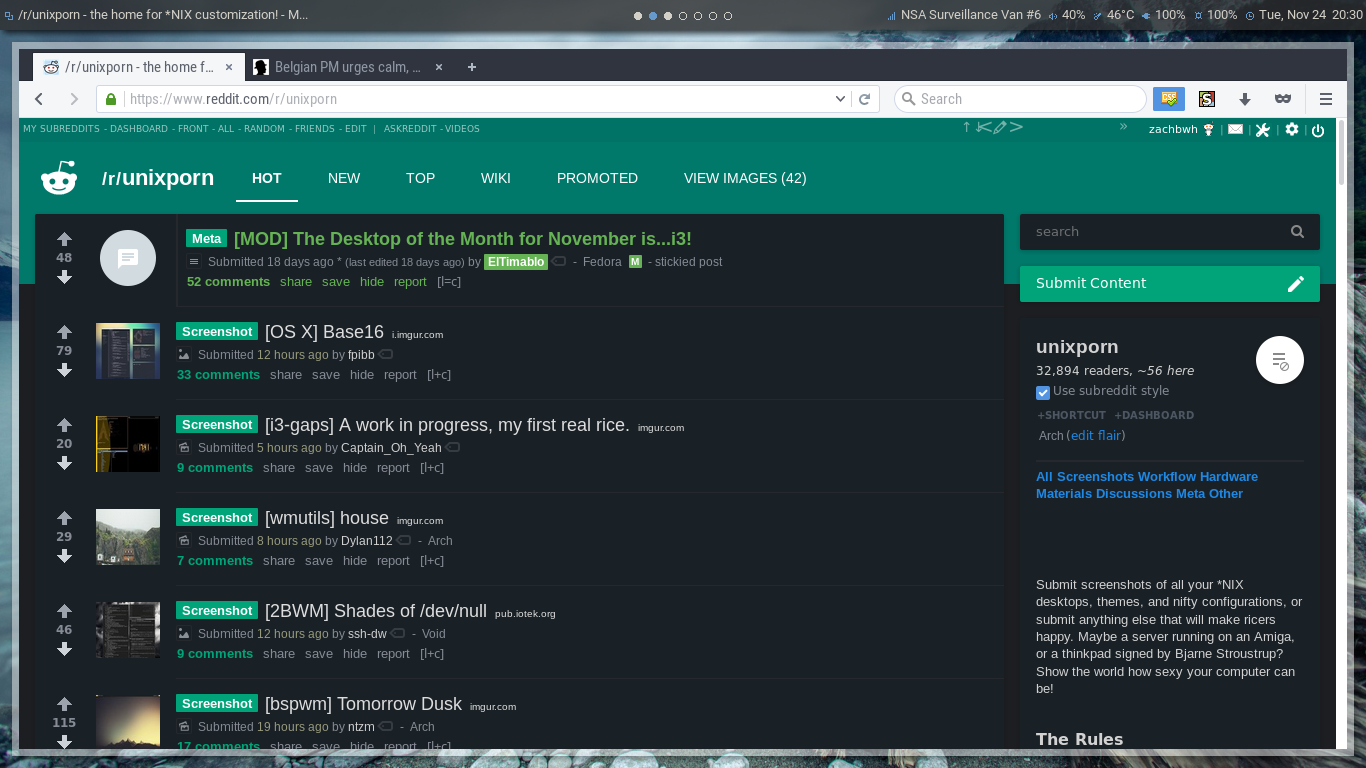 /r/unixporn - the home for *NIX customization! - M...
NSA Surveillance Van #6 40% 46°C 100% 100% Tue, Nov 24 20:30
/r/unixporn - the home f... × Belgian PM urges calm, ... × +
https://www.reddit.com/r/unixporn Search
MY SUBREDDITS - DASHBOARD - FRONT - ALL - RANDOM - FRIENDS - EDIT | ASKREDDIT - VIDEOS » zachbwh | | | |
/r/unixporn HOT NEW TOP WIKI PROMOTED VIEW IMAGES (42)
48
Meta [MOD] The Desktop of the Month for November is...i3!
Submitted 18 days ago * (last edited 18 days ago) by ElTimablo - Fedora M - stickied post
52 comments share save hide report [l=c]
79
Screenshot [OS X] Base16 i.imgur.com
Submitted 12 hours ago by fpibb
33 comments share save hide report [l+c]
20
Screenshot [i3-gaps] A work in progress, my first real rice. imgur.com
Submitted 5 hours ago by Captain_Oh_Yeah
9 comments share save hide report [l+c]
29
Screenshot [wmutils] house imgur.com
Submitted 8 hours ago by Dylan112 - Arch
7 comments share save hide report [l+c]
46
Screenshot [2BWM] Shades of /dev/null pub.iotek.org
Submitted 12 hours ago by ssh-dw - Void
9 comments share save hide report [l+c]
115
Screenshot [bspwm] Tomorrow Dusk imgur.com
Submitted 19 hours ago by ntzm - Arch
17 comments share save hide report [l+c]
search
Submit Content
unixporn
32,894 readers, ~56 here
Use subreddit style
+SHORTCUT +DASHBOARD
Arch (edit flair)
All Screenshots Workflow Hardware
Materials Discussions Meta Other
Submit screenshots of all your *NIX
desktops, themes, and nifty configurations, or
submit anything else that will make ricers
happy. Maybe a server running on an Amiga,
or a thinkpad signed by Bjarne Stroustrup?
Show the world how sexy your computer can
be!
The Rules